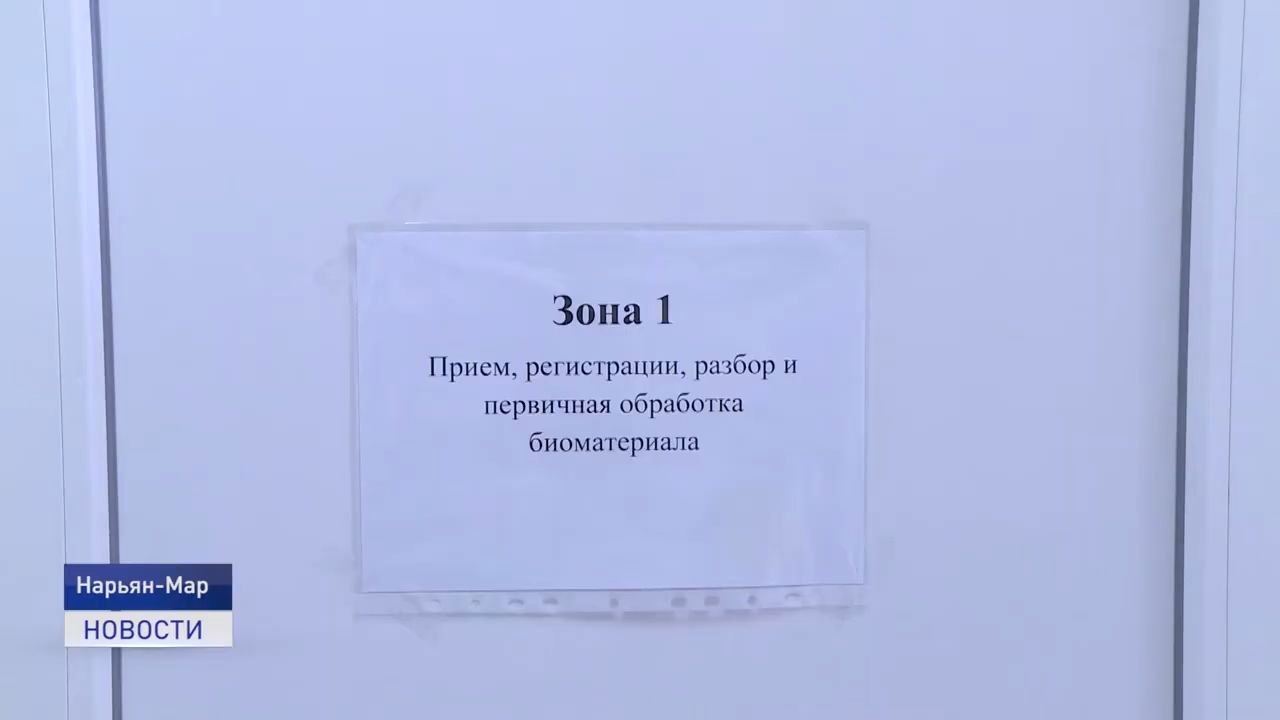 Зона 1
Прием, регистрации, разбор и
первичная обработка
биоматериала
Нарьян-Мар
НОВОСТИ